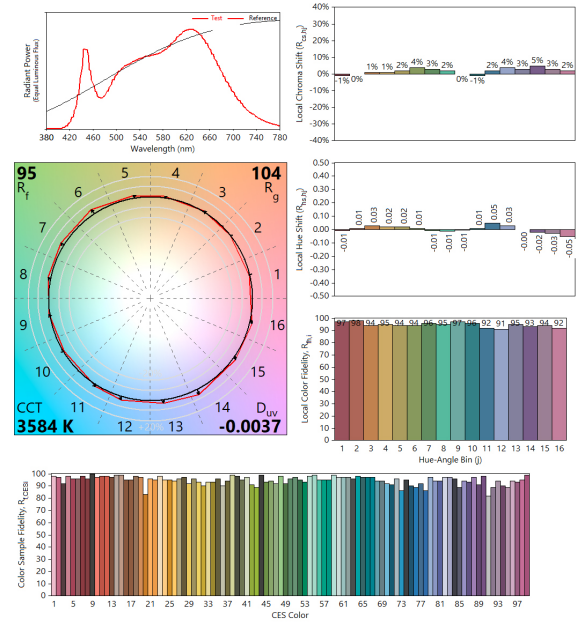 Test Reference
Radiant Power
(Equal Luminous Flux)
380 460 540 620 700 780
Wavelength (nm)
Local Chroma Shift (Rcs,hj)
40%
30%
20%
10%
0%
-10%
-20%
-30%
-40%
-1% 0% 1% 1% 2% 4% 3% 2% 0% -1% 2% 4% 3% 5% 3% 2%
95
Rf
104
Rg
1
2
3
4
5
6
7
8
9
10
11
12
13
14
15
16
+20%
CCT
3584 K
Duv
-0.0037
Local Hue Shift (Rhs,hj)
0.50
0.40
0.30
0.20
0.10
0.00
-0.10
-0.20
-0.30
-0.40
-0.50
-0.01 0.01 0.03 0.02 0.02 0.01 -0.01 -0.01 -0.01 0.01 0.05 0.03 -0.00 -0.02 -0.03 -0.05
Local Color Fidelity, Rfh,i
100
90
80
70
60
50
40
30
20
10
0
97 98 94 95 94 94 96 95 97 96 92 91 95 93 94 92
1 2 3 4 5 6 7 8 9 10 11 12 13 14 15 16
Hue-Angle Bin (j)
Color Sample Fidelity, Rf,CESi
100
90
80
70
60
50
40
30
20
10
0
1 5 9 13 17 21 25 29 33 37 41 45 49 53 57 61 65 69 73 77 81 85 89 93 97
CES Color